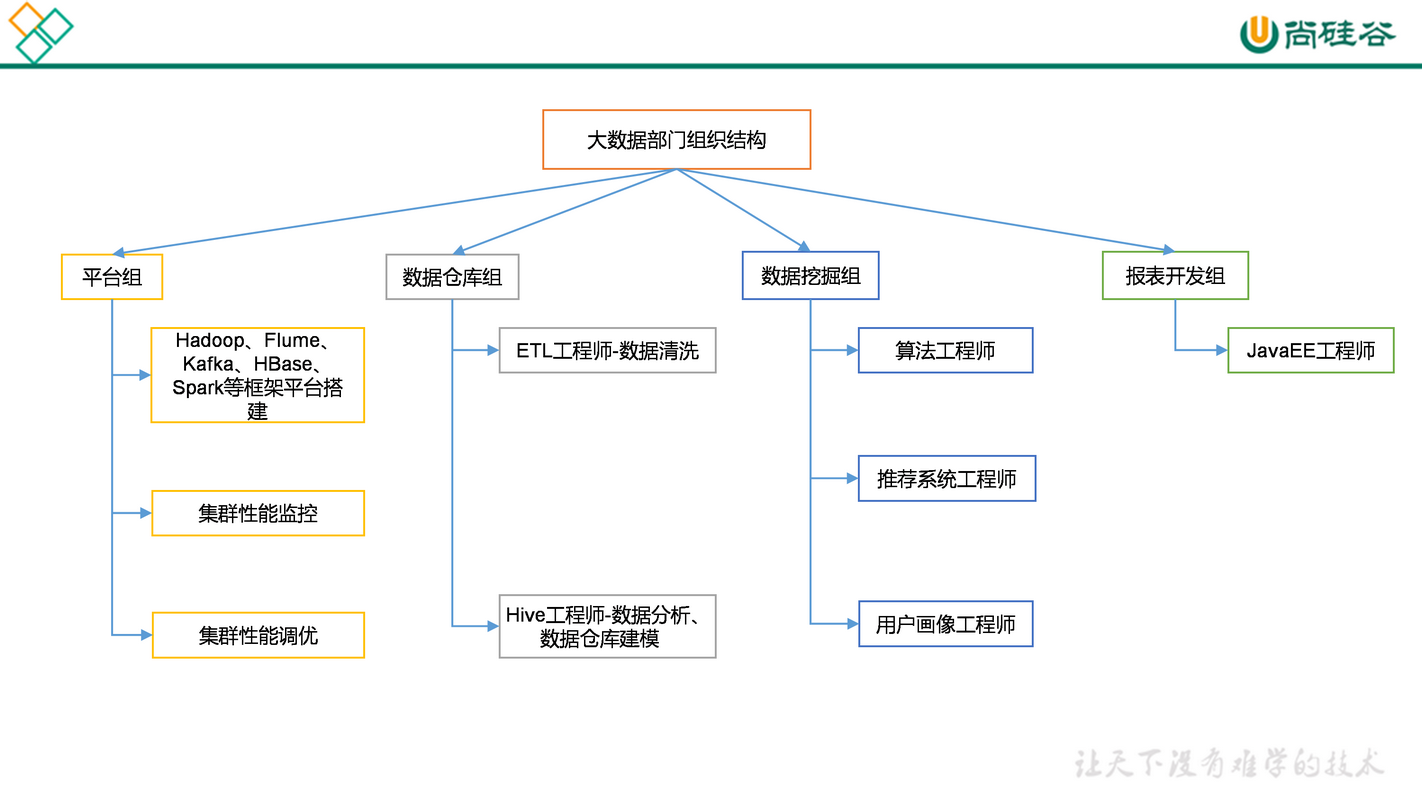 尚硅谷
大数据部门组织结构
平台组
数据仓库组
数据挖掘组
报表开发组
Hadoop、Flume、
Kafka、HBase、
Spark等框架平台搭
建
ETL工程师-数据清洗
算法工程师
JavaEE工程师
推荐系统工程师
集群性能监控
Hive工程师-数据分析、
数据仓库建模
用户画像工程师
集群性能调优
让天下没有难学的技术